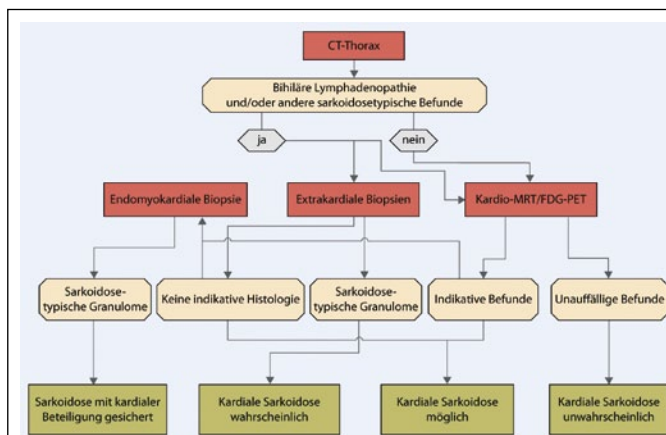 CT-Thorax
Bihiläre Lymphadenopathie
und/oder andere sarkoidosetypische Befunde
ja
nein
Endomyokardiale Biopsie
Extrakardiale Biopsien
Kardio-MRT/FDG-PET
Sarkoidose-
typische Granulome
Keine indikative Histologie
Sarkoidose-
typische Granulome
Indikative Befunde
Unauffällige Befunde
Sarkoidose mit kardialer
Beteiligung gesichert
Kardiale Sarkoidose
wahrscheinlich
Kardiale Sarkoidose
möglich
Kardiale Sarkoidose
unwahrscheinlich